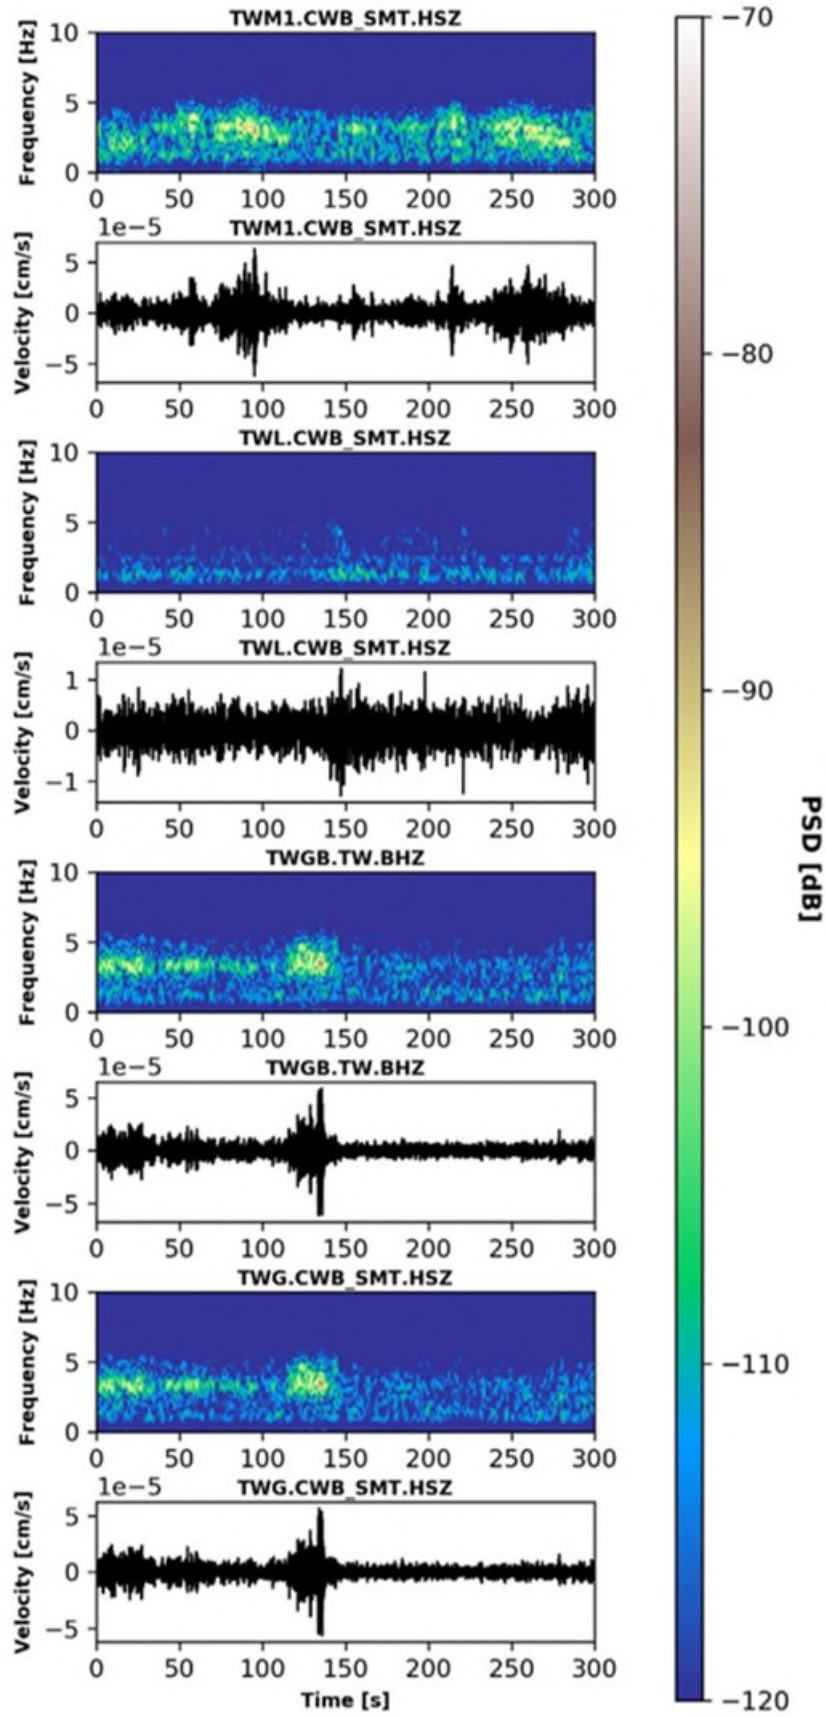 TWM1.CWB_SMT.HSZ
Frequency [Hz]
10
5
0
0 50 100 150 200 250 300
TWM1.CWB_SMT.HSZ
1e−5
Velocity [cm/s]
5
0
−5
0 50 100 150 200 250 300
TWL.CWB_SMT.HSZ
Frequency [Hz]
10
5
0
0 50 100 150 200 250 300
TWL.CWB_SMT.HSZ
1e−5
Velocity [cm/s]
1
0
−1
0 50 100 150 200 250 300
TWGB.TW.BHZ
Frequency [Hz]
10
5
0
0 50 100 150 200 250 300
TWGB.TW.BHZ
1e−5
Velocity [cm/s]
5
0
−5
0 50 100 150 200 250 300
TWG.CWB_SMT.HSZ
Frequency [Hz]
10
5
0
0 50 100 150 200 250 300
TWG.CWB_SMT.HSZ
1e−5
Velocity [cm/s]
5
0
−5
0 50 100 150 200 250 300
Time [s]
−70
−80
−90
−100
−110
−120
PSD [dB]